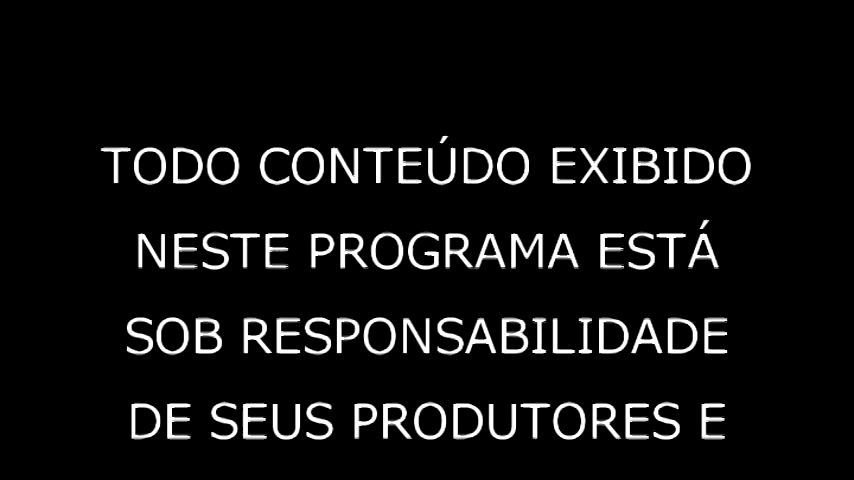 TODO CONTEÚDO EXIBIDO
NESTE PROGRAMA ESTÁ
SOB RESPONSABILIDADE
DE SEUS PRODUTORES E